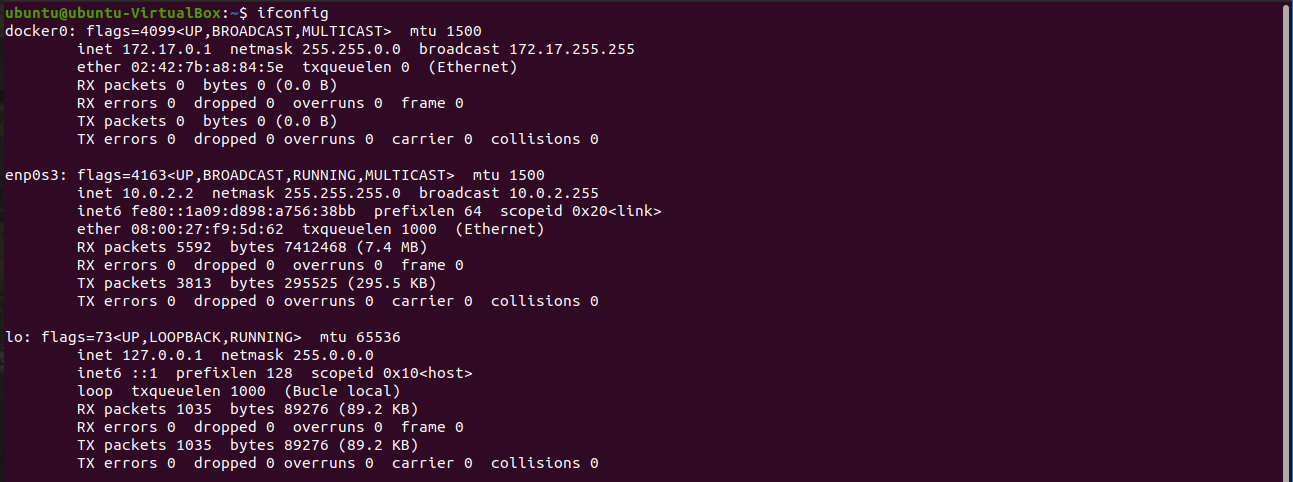 ubuntu@ubuntu-VirtualBox:~$ ifconfig
docker0: flags=4099<UP,BROADCAST,MULTICAST>  mtu 1500
        inet 172.17.0.1  netmask 255.255.0.0  broadcast 172.17.255.255
        ether 02:42:7b:a8:84:5e  txqueuelen 0  (Ethernet)
        RX packets 0  bytes 0 (0.0 B)
        RX errors 0  dropped 0  overruns 0  frame 0
        TX packets 0  bytes 0 (0.0 B)
        TX errors 0  dropped 0 overruns 0  carrier 0  collisions 0

enp0s3: flags=4163<UP,BROADCAST,RUNNING,MULTICAST>  mtu 1500
        inet 10.0.2.2  netmask 255.255.255.0  broadcast 10.0.2.255
        inet6 fe80::1a09:d898:a756:38bb  prefixlen 64  scopeid 0x20<link>
        ether 08:00:27:f9:5d:62  txqueuelen 1000  (Ethernet)
        RX packets 5592  bytes 7412468 (7.4 MB)
        RX errors 0  dropped 0  overruns 0  frame 0
        TX packets 3813  bytes 295525 (295.5 KB)
        TX errors 0  dropped 0 overruns 0  carrier 0  collisions 0

lo: flags=73<UP,LOOPBACK,RUNNING>  mtu 65536
        inet 127.0.0.1  netmask 255.0.0.0
        inet6 ::1  prefixlen 128  scopeid 0x10<host>
        loop  txqueuelen 1000  (Bucle local)
        RX packets 1035  bytes 89276 (89.2 KB)
        RX errors 0  dropped 0  overruns 0  frame 0
        TX packets 1035  bytes 89276 (89.2 KB)
        TX errors 0  dropped 0 overruns 0  carrier 0  collisions 0